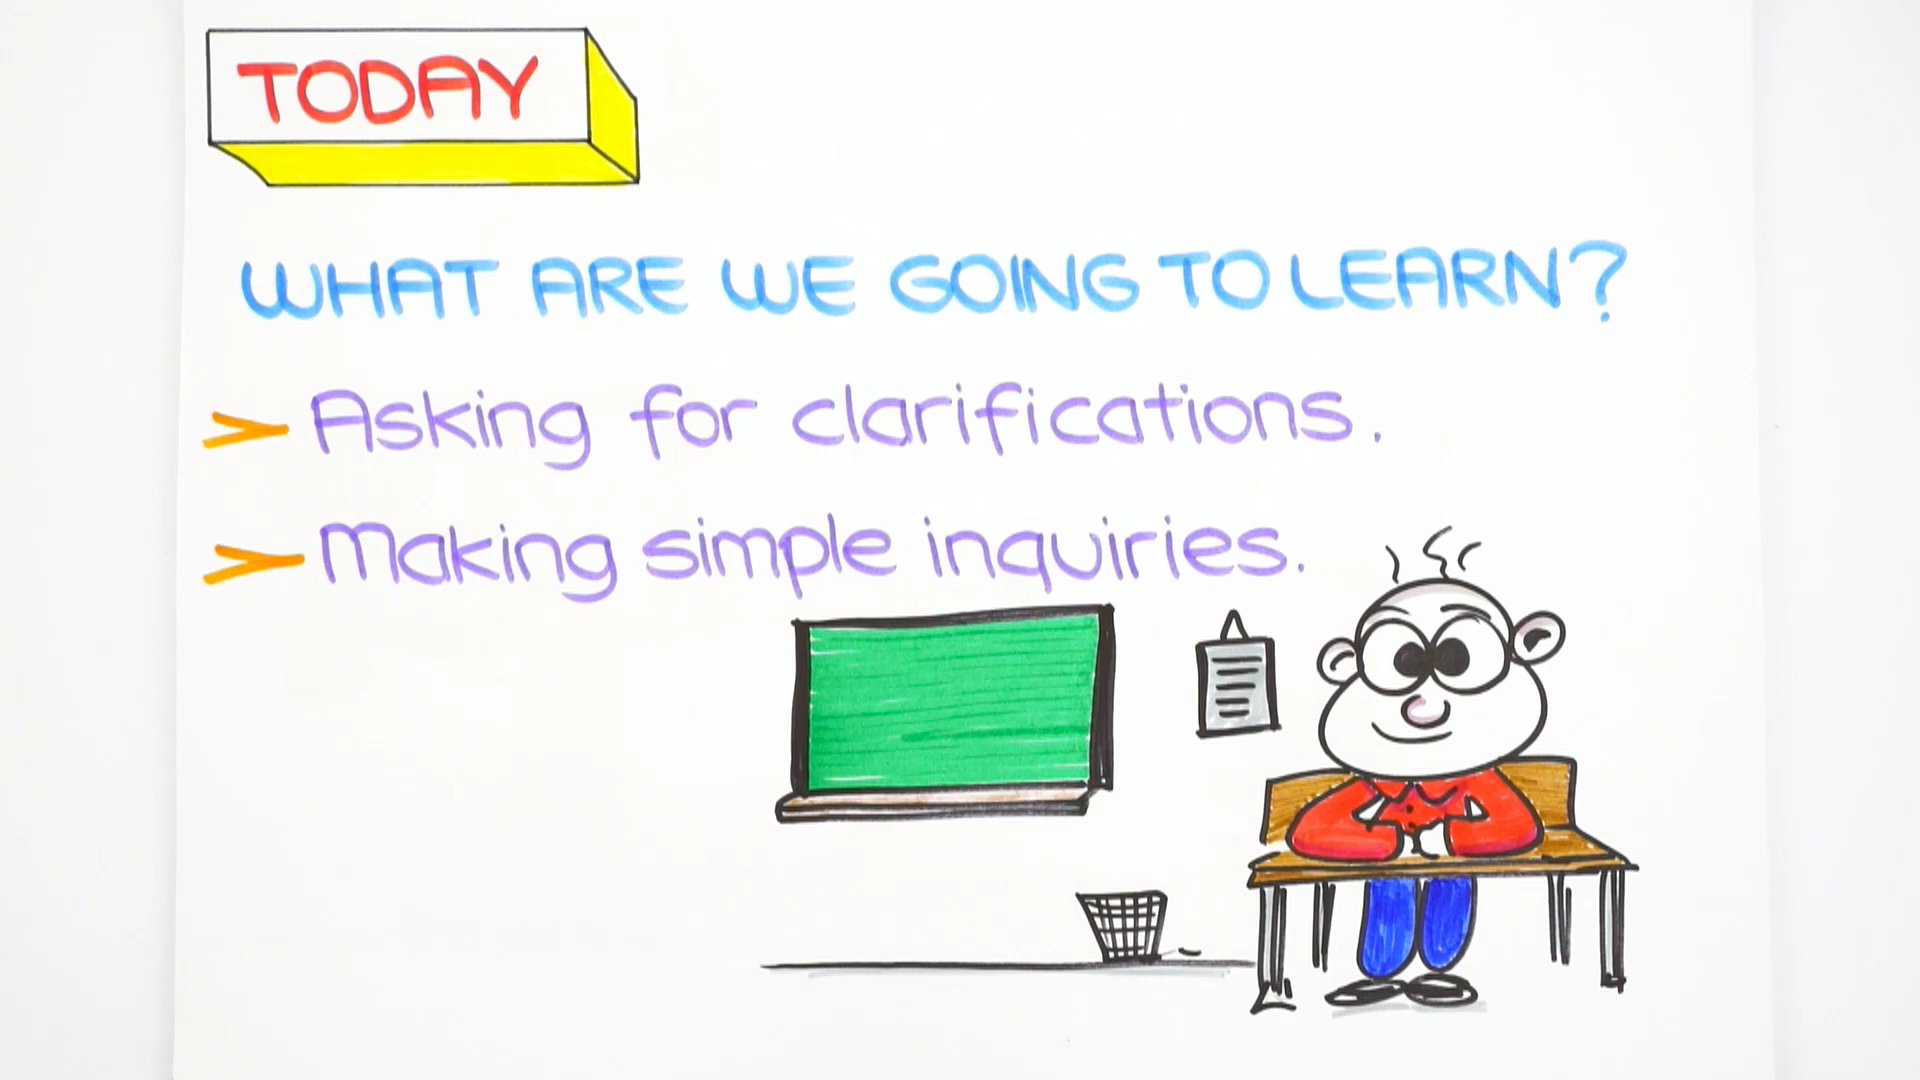 TODAY
WHAT ARE WE GOING TO LEARN?
> Asking for clarifications.
> Making simple inquiries.